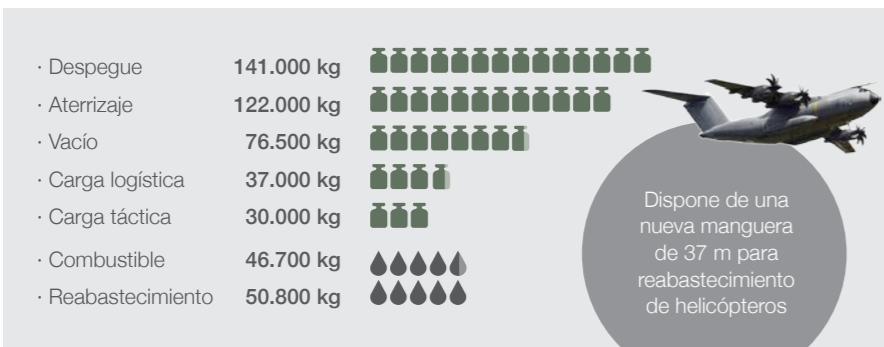 · Despegue 141.000 kg
· Aterrizaje 122.000 kg
· Vacío 76.500 kg
· Carga logística 37.000 kg
· Carga táctica 30.000 kg
· Combustible 46.700 kg
· Reabastecimiento 50.800 kg
Dispone de una
nueva manguera
de 37 m para
reabastecimiento
de helicópteros